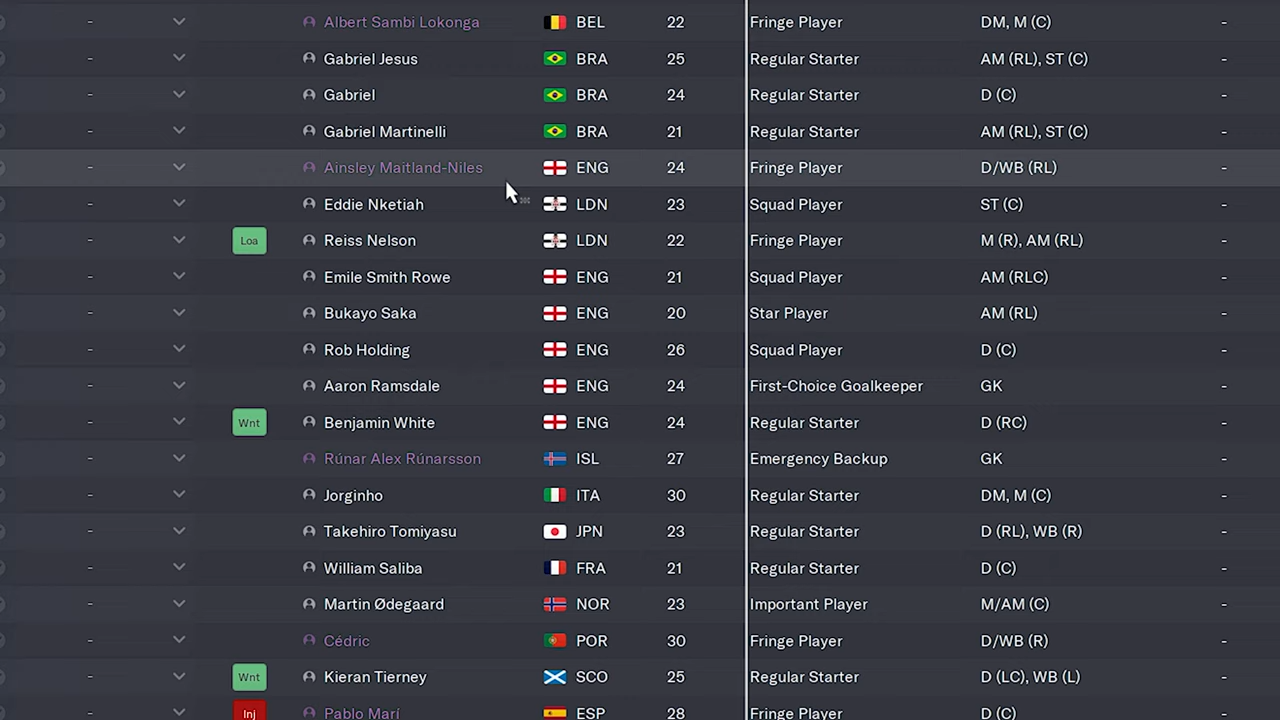 - Albert Sambi Lokonga BEL 22 Fringe Player DM, M (C) -
- Gabriel Jesus BRA 25 Regular Starter AM (RL), ST (C) -
- Gabriel BRA 24 Regular Starter D (C) -
- Gabriel Martinelli BRA 21 Regular Starter AM (RL), ST (C) -
- Ainsley Maitland-Niles ENG 24 Fringe Player D/WB (RL) -
- Eddie Nketiah LDN 23 Squad Player ST (C) -
- Loa Reiss Nelson LDN 22 Fringe Player M (R), AM (RL) -
- Emile Smith Rowe ENG 21 Squad Player AM (RLC) -
- Bukayo Saka ENG 20 Star Player AM (RL) -
- Rob Holding ENG 26 Squad Player D (C) -
- Aaron Ramsdale ENG 24 First-Choice Goalkeeper GK -
- Wnt Benjamin White ENG 24 Regular Starter D (RC) -
- Rúnar Alex Rúnarsson ISL 27 Emergency Backup GK -
- Jorginho ITA 30 Regular Starter DM, M (C) -
- Takehiro Tomiyasu JPN 23 Regular Starter D (RL), WB (R) -
- William Saliba FRA 21 Regular Starter D (C) -
- Martin Ødegaard NOR 23 Important Player M/AM (C) -
- Cédric POR 30 Fringe Player D/WB (R) -
- Wnt Kieran Tierney SCO 25 Regular Starter D (LC), WB (L) -
- Inj Pablo Marí ESP 28 Fringe Player D (C) -